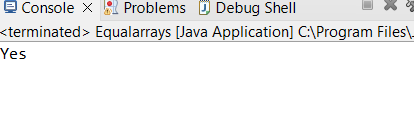 Console Problems Debug Shell
<terminated> Equalarrays [Java Application] C:\Program Files\
Yes